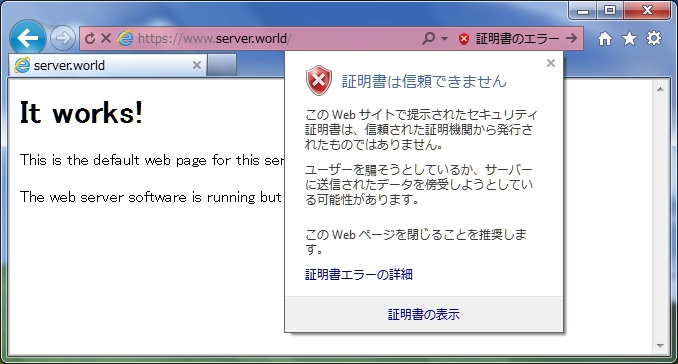 https://www.server.world/
証明書のエラー
server.world
It works!
This is the default web page for this ser
The web server software is running but
証明書は信頼できません
この Web サイトで提示されたセキュリティ
証明書は、信頼された証明機関から発行さ
れたものではありません。
ユーザーを騙そうとしているか、サーバー
に送信されたデータを傍受しようとしてい
る可能性があります。
この Web ページを閉じることを推奨しま
す。
証明書エラーの詳細
証明書の表示